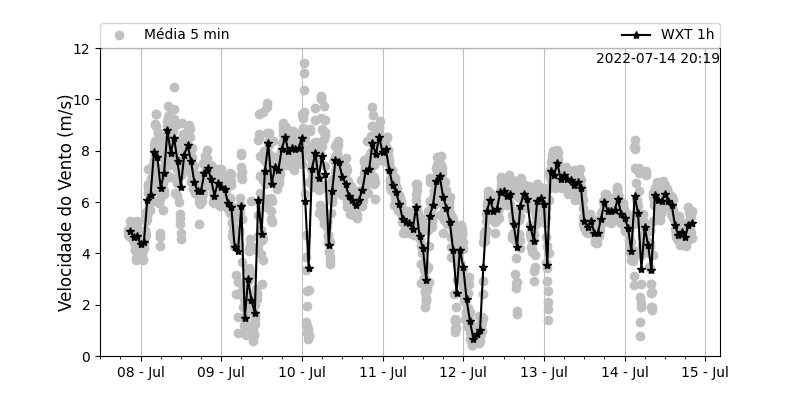 Média 5 min
WXT 1h
2022-07-14 20:19
Velocidade do Vento (m/s)
12
10
8
6
4
2
0
08 - Jul
09 - Jul
10 - Jul
11 - Jul
12 - Jul
13 - Jul
14 - Jul
15 - Jul